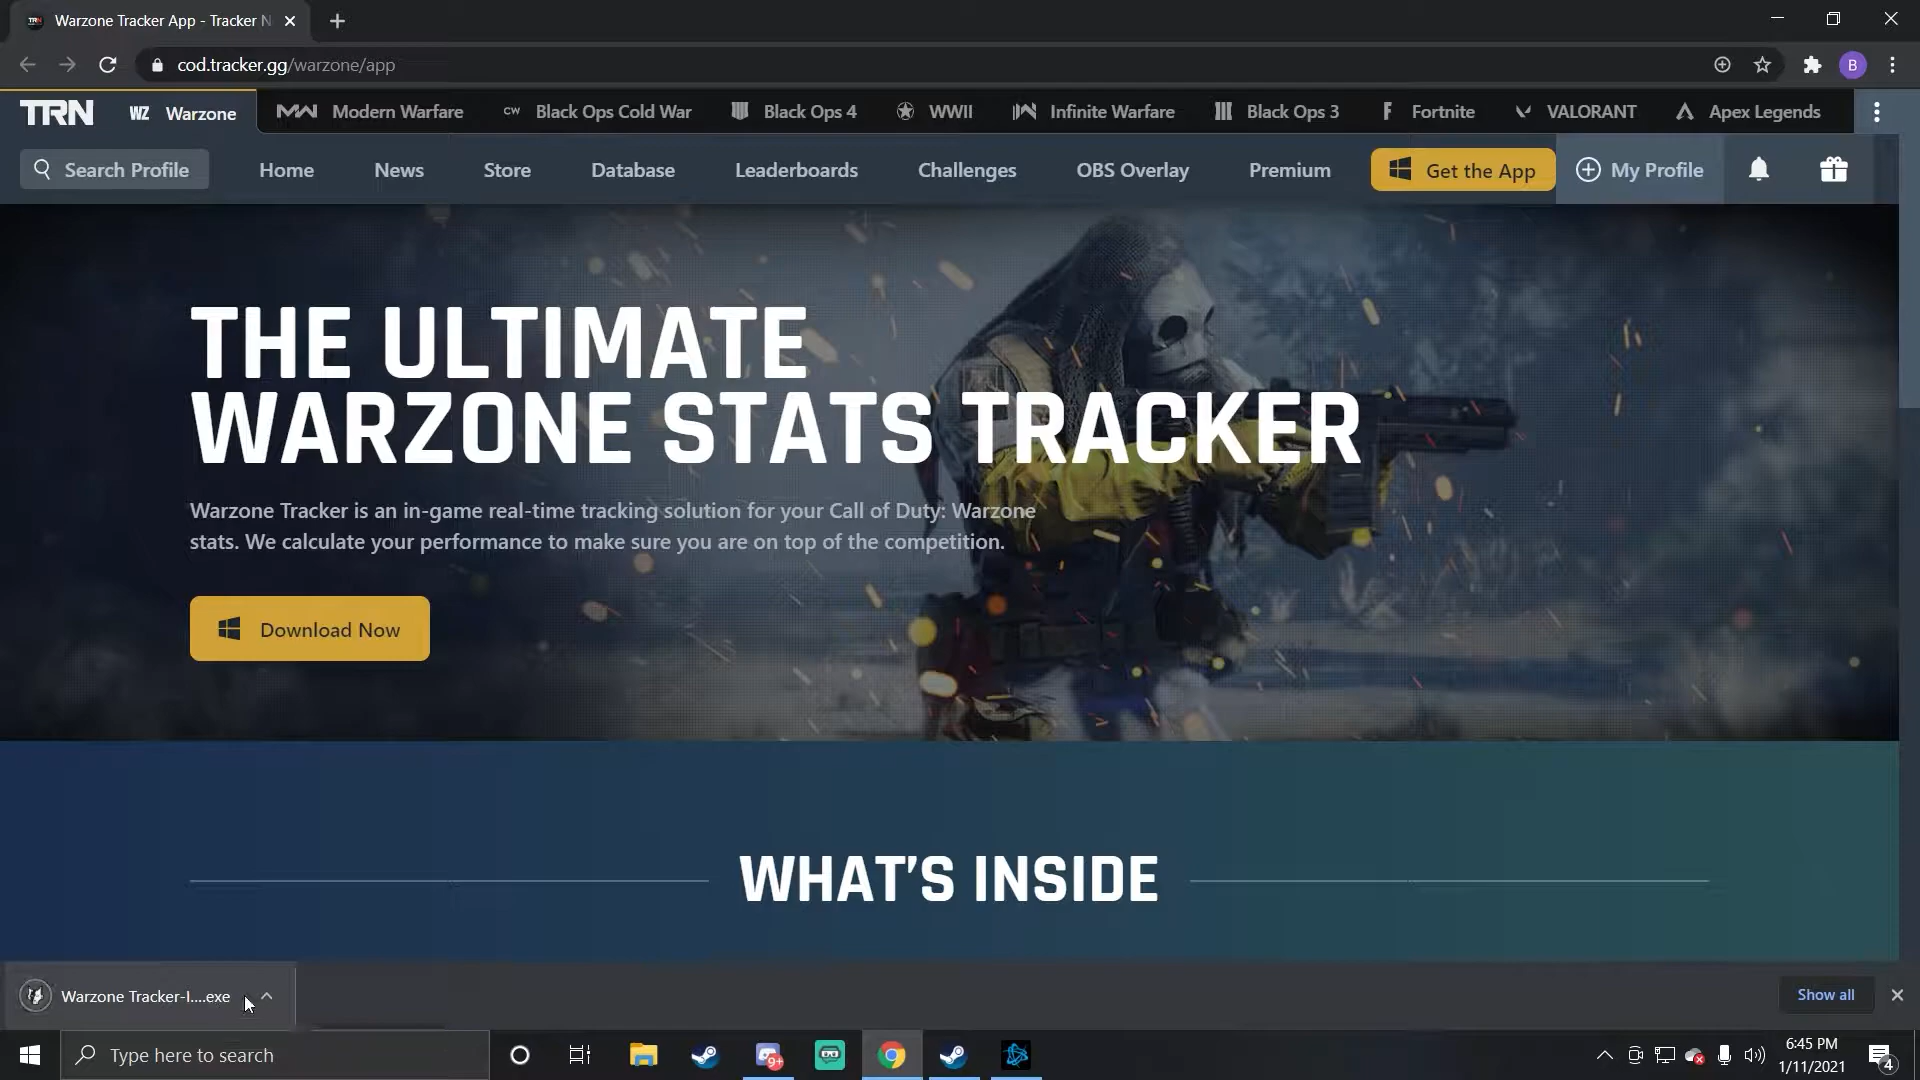 Warzone Tracker App - Tracker N
cod.tracker.gg/warzone/app
B
TRN WZ Warzone MW Modern Warfare CW Black Ops Cold War Black Ops 4 WWII Infinite Warfare Black Ops 3 Fortnite VALORANT Apex Legends
Search Profile Home News Store Database Leaderboards Challenges OBS Overlay Premium Get the App My Profile
THE ULTIMATE
WARZONE STATS TRACKER
Warzone Tracker is an in-game real-time tracking solution for your Call of Duty: Warzone
stats. We calculate your performance to make sure you are on top of the competition.
Download Now
WHAT'S INSIDE
Warzone Tracker-I....exe
Show all
Type here to search
9+
6:45 PM
1/11/2021
4